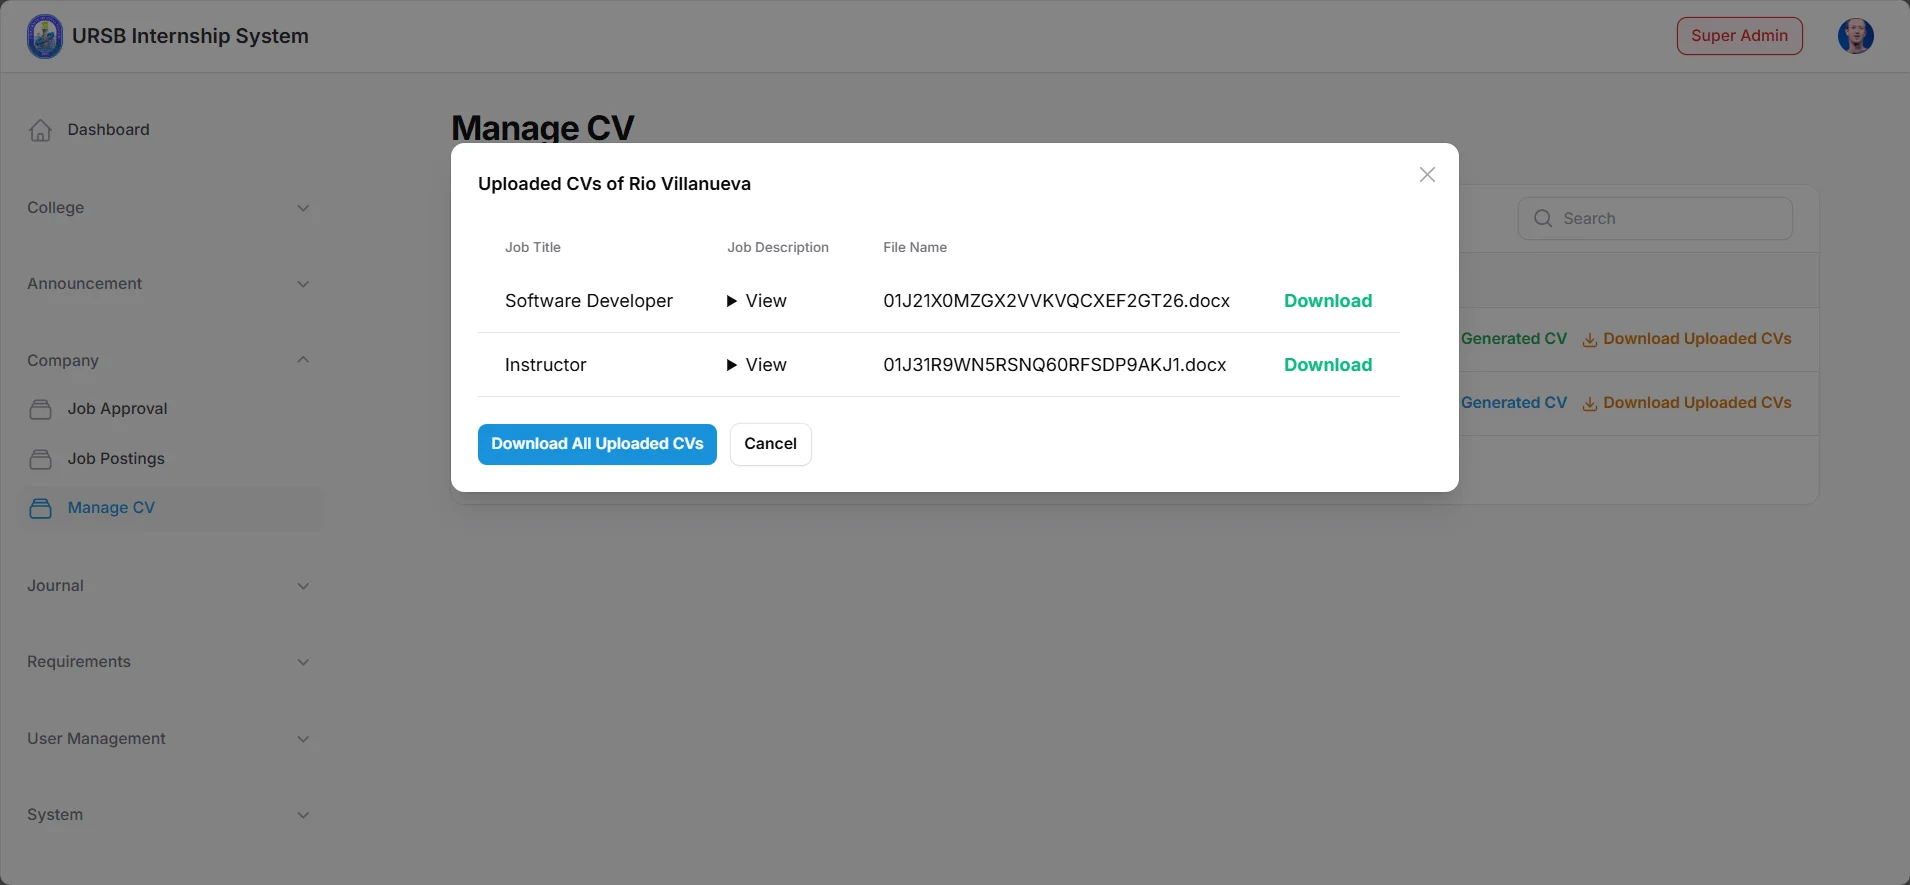 URSB Internship System
Super Admin
Dashboard
College
Announcement
Company
Job Approval
Job Postings
Manage CV
Journal
Requirements
User Management
System
Manage CV
Search
Generated CV
Download Uploaded CVs
Generated CV
Download Uploaded CVs
Uploaded CVs of Rio Villanueva
Job Title Job Description File Name
Software Developer View 01J21X0MZGX2VVKVQCXEF2GT26.docx Download
Instructor View 01J31R9WN5RSNQ60RFSDP9AKJ1.docx Download
Download All Uploaded CVs Cancel